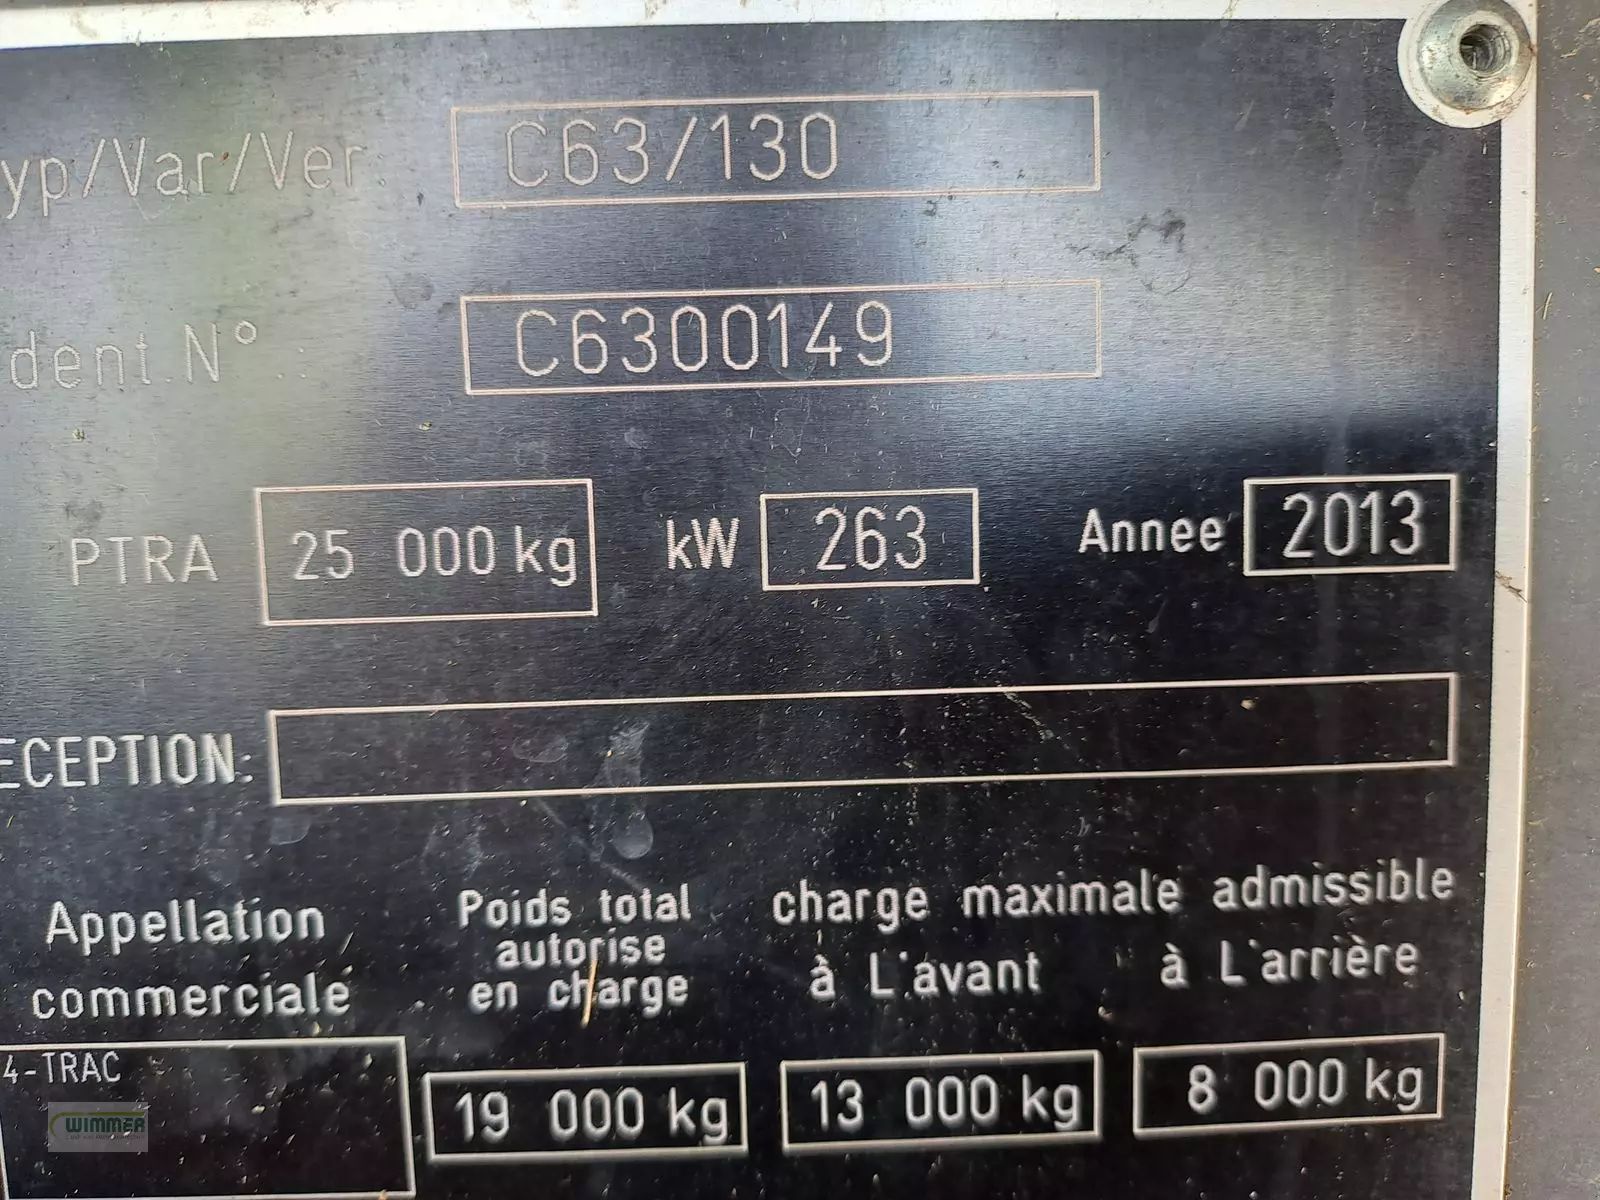 yp/Var/Ver. C63/130
dent.N° .: C6300149
PTRA 25 000 kg kW 263 Annee 2013
ECEPTION:
Appellation commerciale
Poids total autorise en charge
charge maximale admissible
à L'avant à L'arrière
4-TRAC
19 000 kg 13 000 kg 8 000 kg
WIMMER